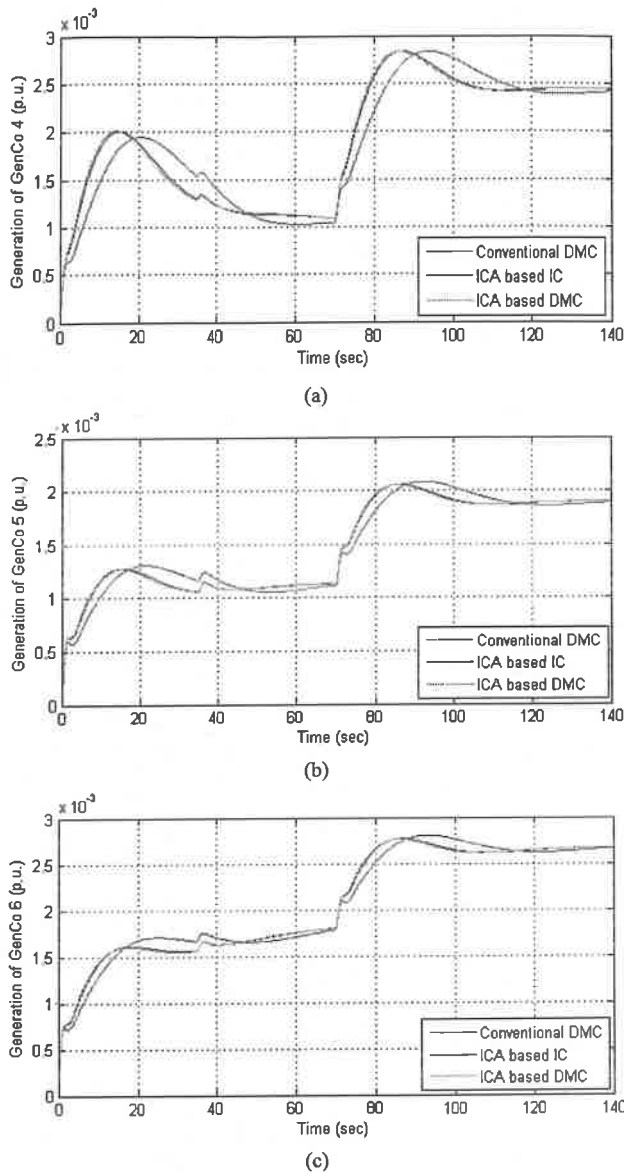 x 10⁻³
3
2.5
2
1.5
1
0.5
0
Generation of GenCo 4 (p.u.)
Conventional DMC
ICA based IC
ICA based DMC
0 20 40 60 80 100 120 140
Time (sec)
(a)
x 10⁻³
2.5
2
1.5
1
0.5
0
Generation of GenCo 5 (p.u.)
Conventional DMC
ICA based IC
ICA based DMC
0 20 40 60 80 100 120 140
Time (sec)
(b)
x 10⁻³
3
2.5
2
1.5
1
0.5
0
Generation of GenCo 6 (p.u.)
Conventional DMC
ICA based IC
ICA based DMC
0 20 40 60 80 100 120 140
Time (sec)
(c)